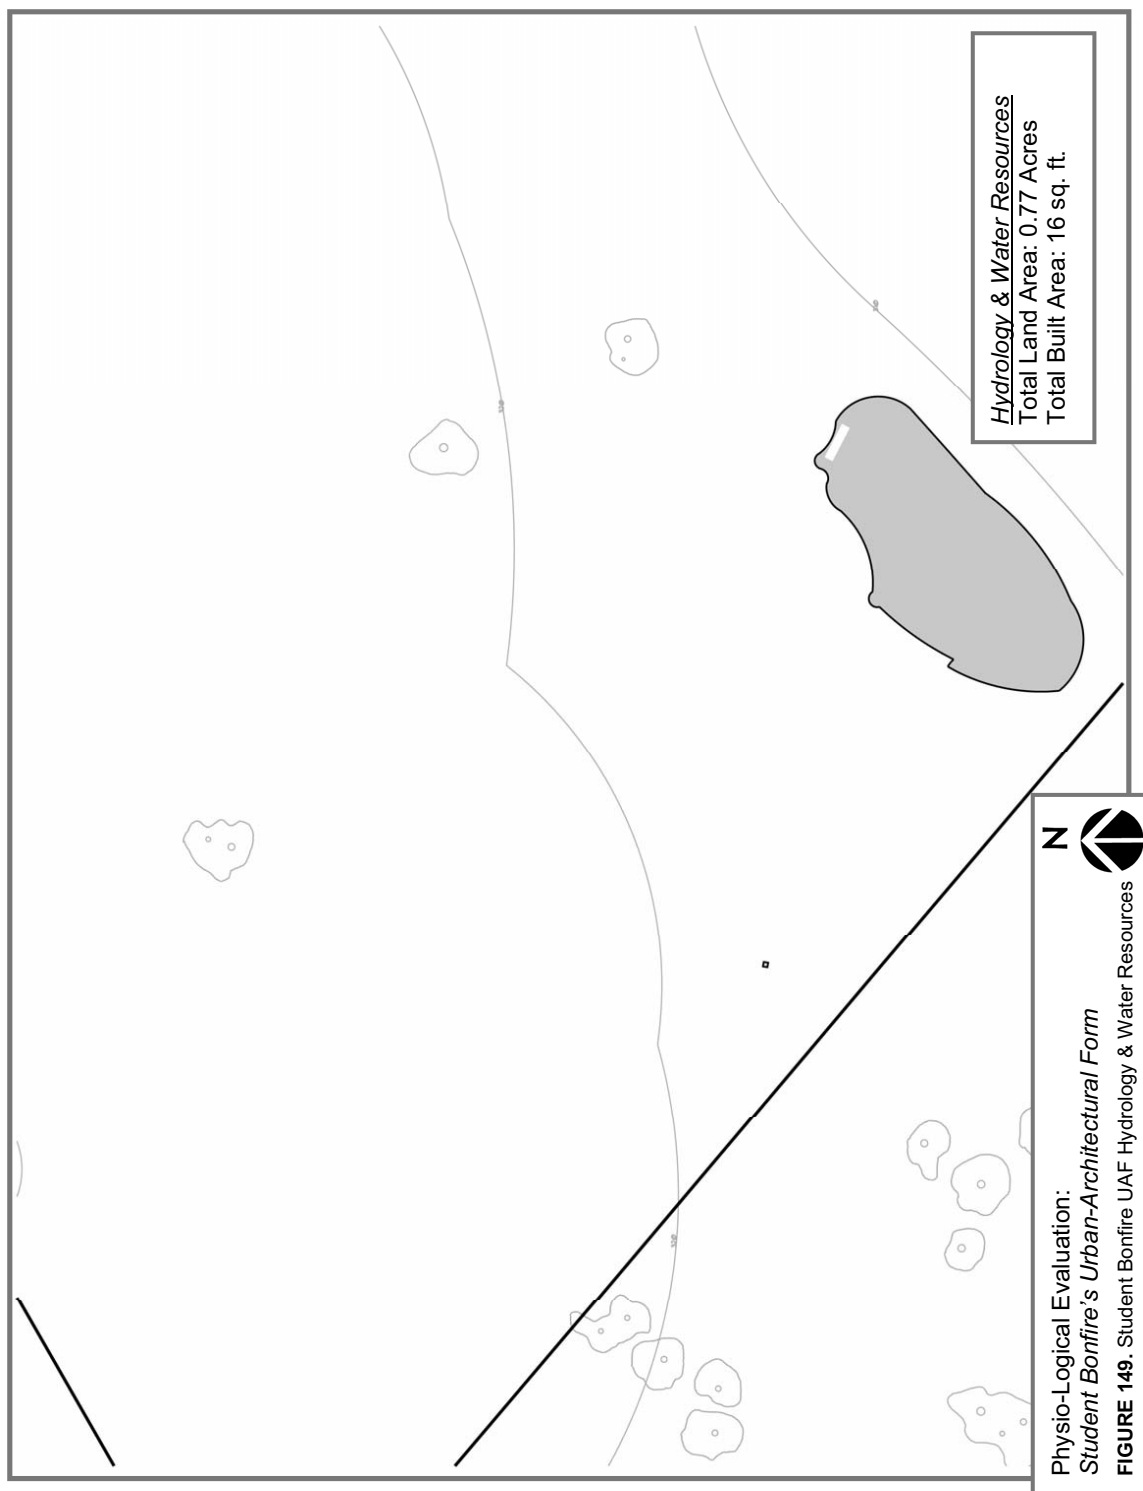 Hydrology & Water Resources
Total Land Area: 0.77 Acres
Total Built Area: 16 sq. ft.
N
Physio-Logical Evaluation:
Student Bonfire's Urban-Architectural Form
FIGURE 149. Student Bonfire UAF Hydrology & Water Resources